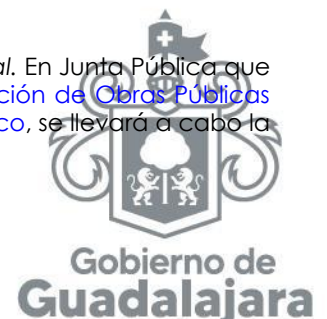 al. En Junta Pública que
ción de Obras Públicas
co, se llevará a cabo la
Gobierno de
Guadalajara